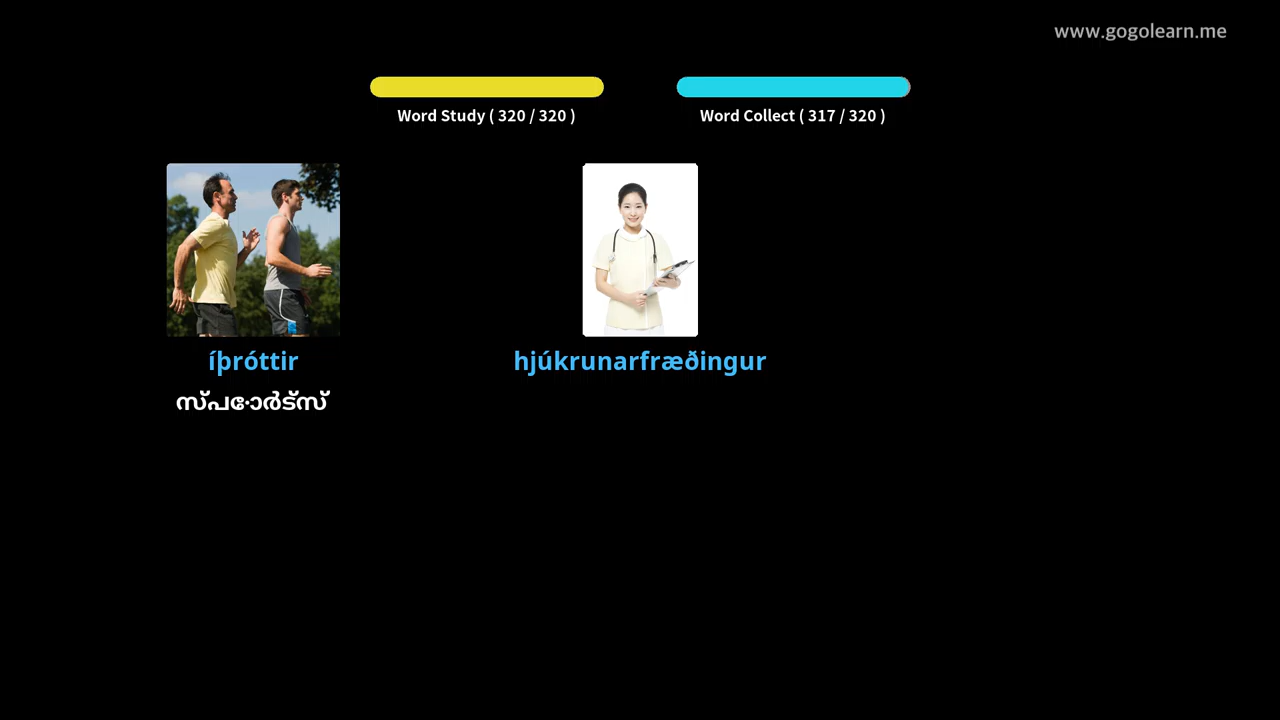 www.gogolearn.me
Word Study ( 320 / 320 )
Word Collect ( 317 / 320 )
íþróttir
hjúkrunarfræðingur
സ്പോർട്സ്